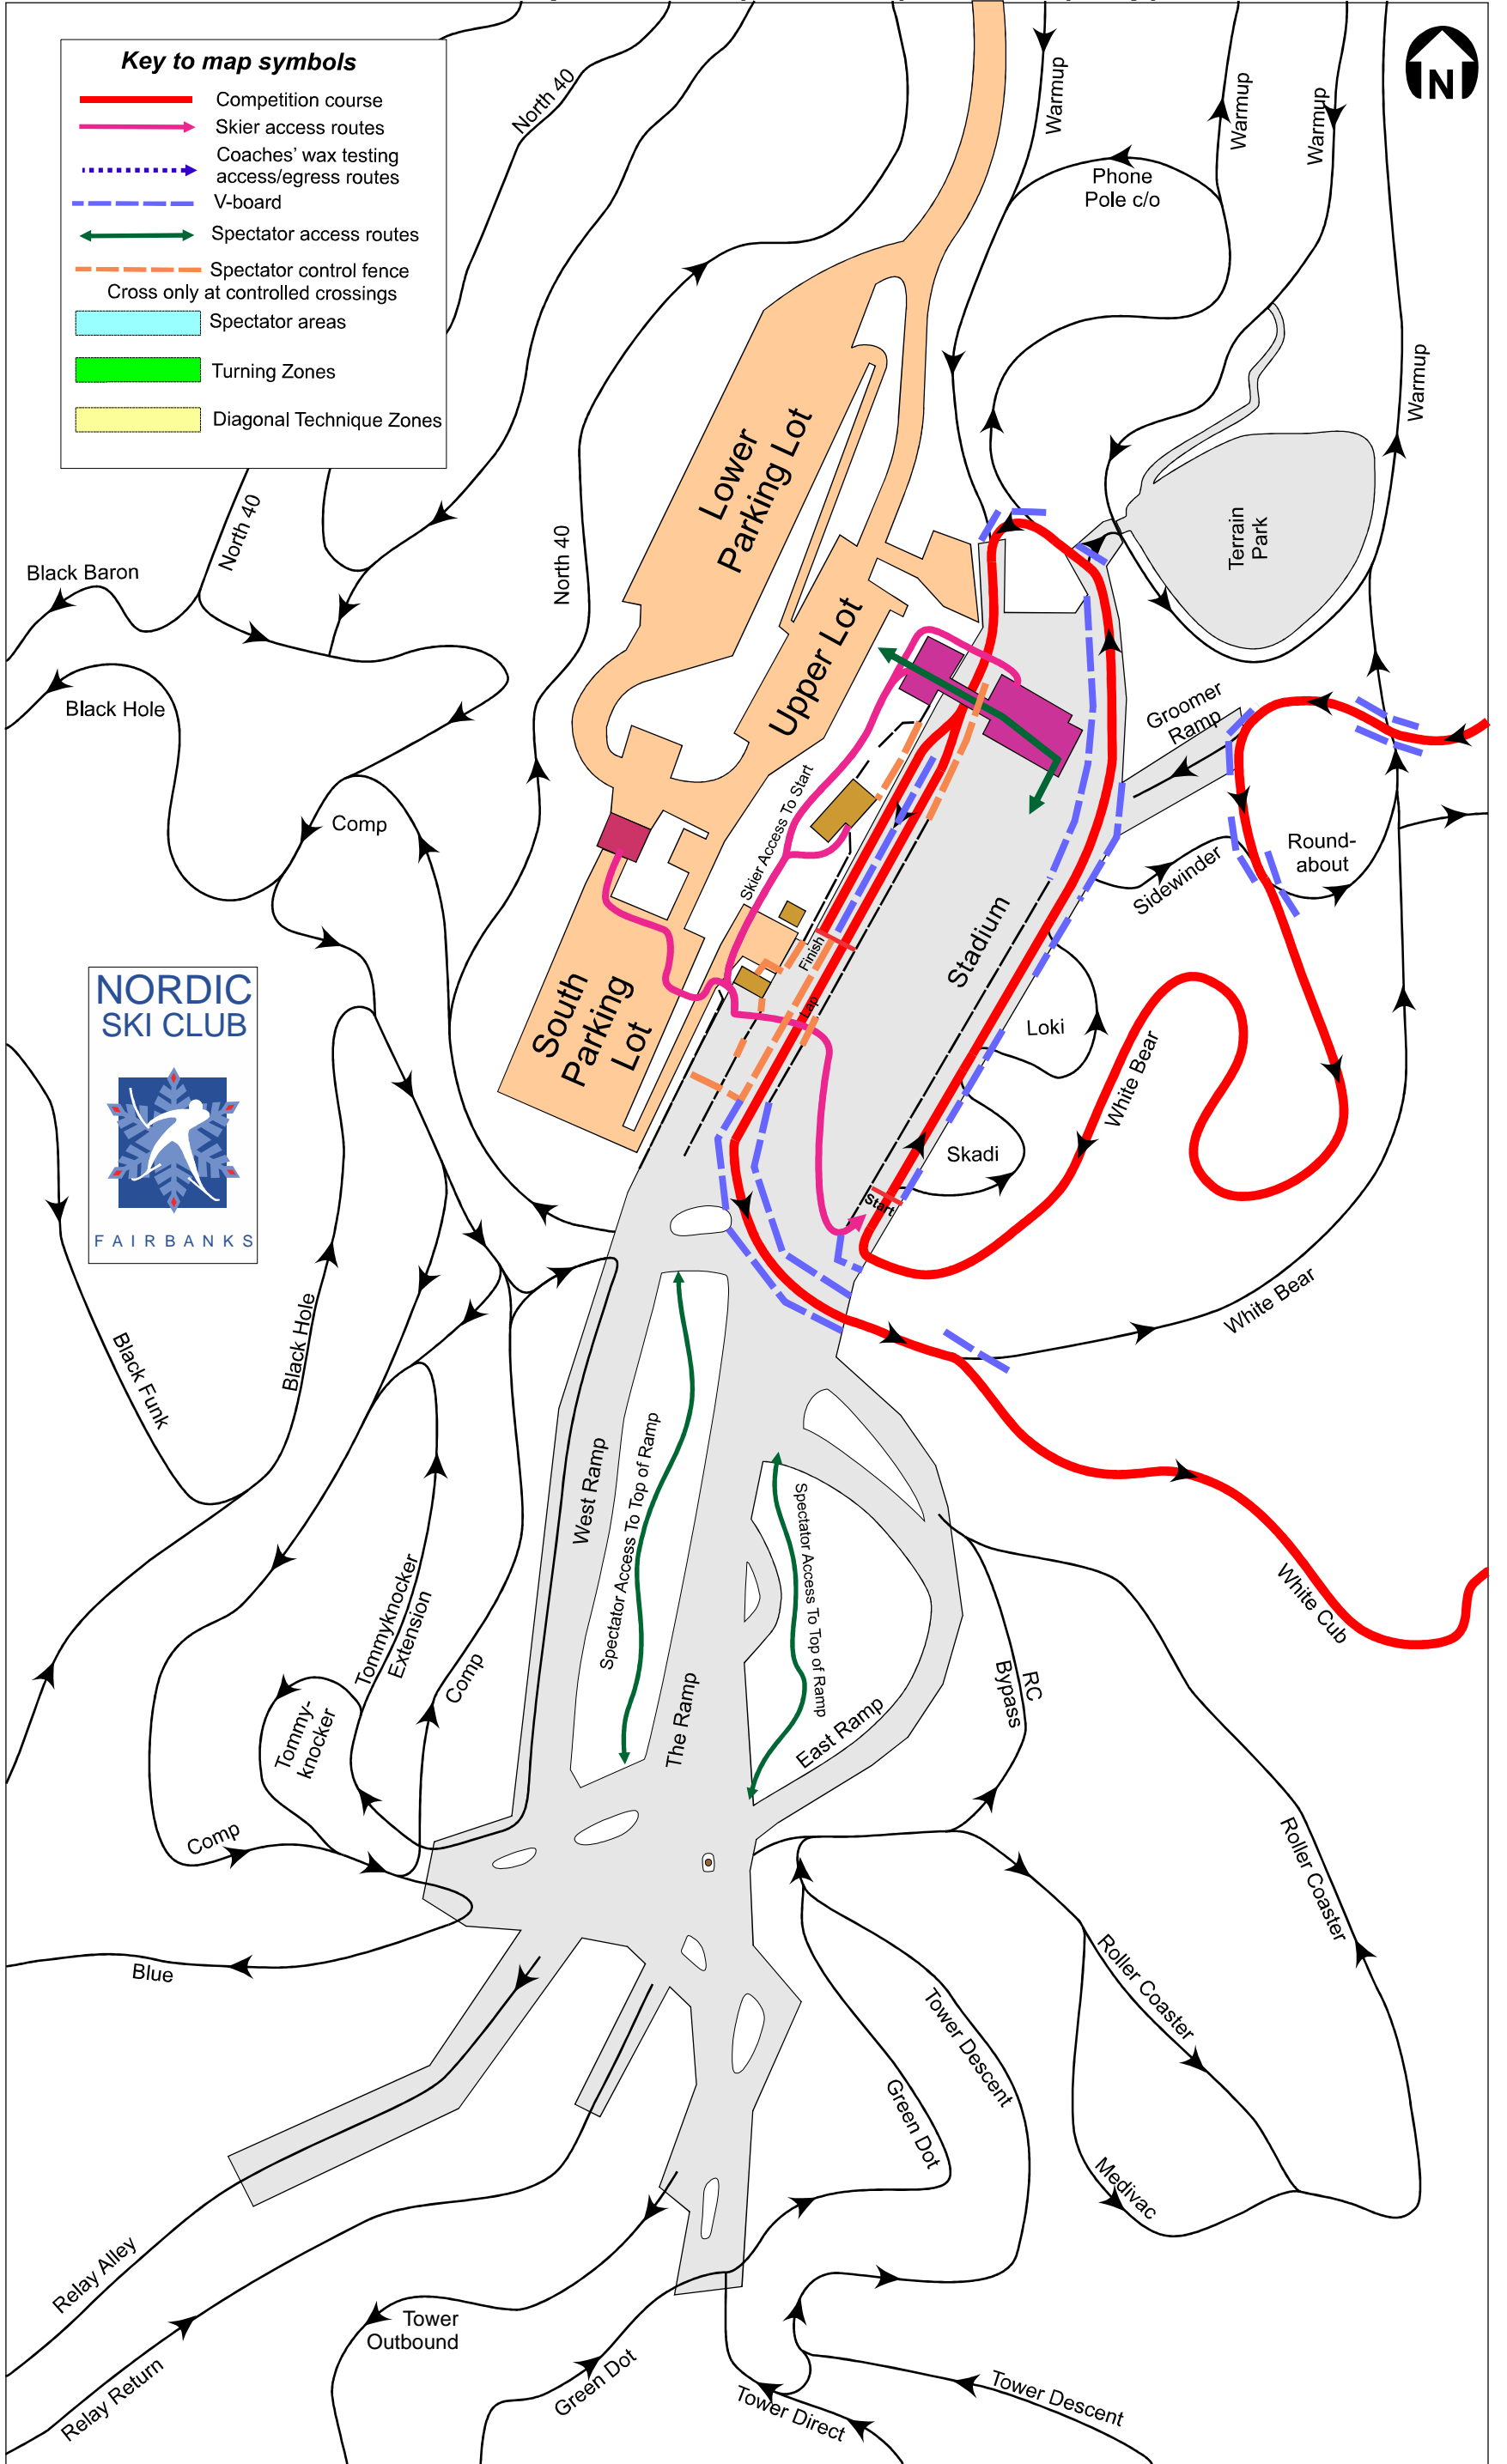 Key to map symbols
Competition course
Skier access routes
Coaches' wax testing
access/egress routes
V-board
Spectator access routes
Spectator control fence
Cross only at controlled crossings
Spectator areas
Turning Zones
Diagonal Technique Zones
N
North 40
Warmup
Warmup
Warmup
Phone
Pole c/o
Warmup
Lower
Parking Lot
North 40
North 40
Terrain
Park
Black Baron
Black Hole
Upper Lot
Groomer
Ramp
Comp
Skier Access To Start
Round-
about
Sidewinder
Stadium
Finish
Lap
South
Parking
Lot
NORDIC
SKI CLUB
FAIRBANKS
Loki
White Bear
Skadi
Start
White Bear
Black Hole
Black Funk
West Ramp
Spectator Access To Top of Ramp
Spectator Access To Top of Ramp
White Cub
Tommyknocker
Extension
Comp
Tommy-
knocker
The Ramp
East Ramp
RC
Bypass
Comp
Roller Coaster
Blue
Roller Coaster
Tower Descent
Green Dot
Medivac
Relay Alley
Tower
Outbound
Relay Return
Green Dot
Tower Direct
Tower Descent